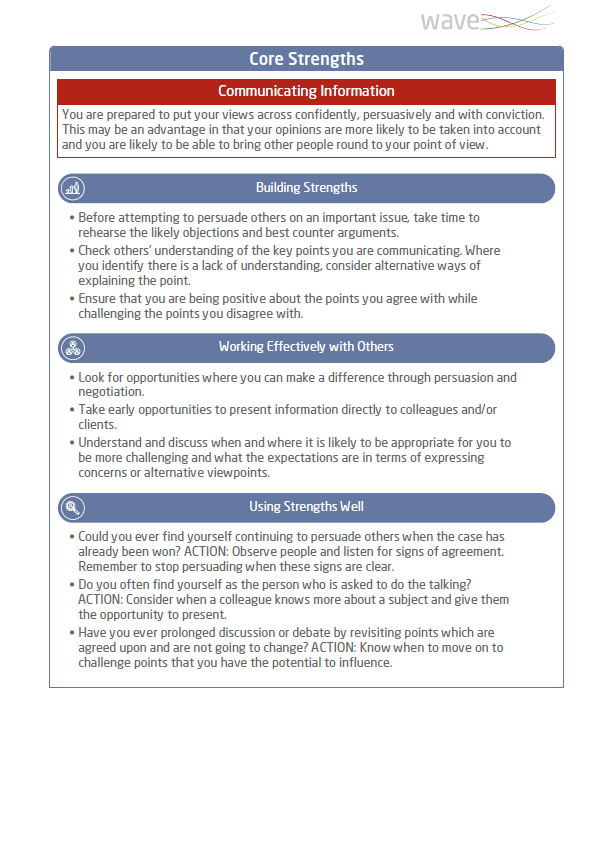 wave
Core Strengths
Communicating Information
You are prepared to put your views across confidently, persuasively and with conviction.
This may be an advantage in that your opinions are more likely to be taken into account
and you are likely to be able to bring other people round to your point of view.
Building Strengths
• Before attempting to persuade others on an important issue, take time to
rehearse the likely objections and best counter arguments.
• Check others' understanding of the key points you are communicating. Where
you identify there is a lack of understanding, consider alternative ways of
explaining the point.
• Ensure that you are being positive about the points you agree with while
challenging the points you disagree with.
Working Effectively with Others
• Look for opportunities where you can make a difference through persuasion and
negotiation.
• Take early opportunities to present information directly to colleagues and/or
clients.
• Understand and discuss when and where it is likely to be appropriate for you to
be more challenging and what the expectations are in terms of expressing
concerns or alternative viewpoints.
Using Strengths Well
• Could you ever find yourself continuing to persuade others when the case has
already been won? ACTION: Observe people and listen for signs of agreement.
Remember to stop persuading when these signs are clear.
• Do you often find yourself as the person who is asked to do the talking?
ACTION: Consider when a colleague knows more about a subject and give them
the opportunity to present.
• Have you ever prolonged discussion or debate by revisiting points which are
agreed upon and are not going to change? ACTION: Know when to move on to
challenge points that you have the potential to influence.